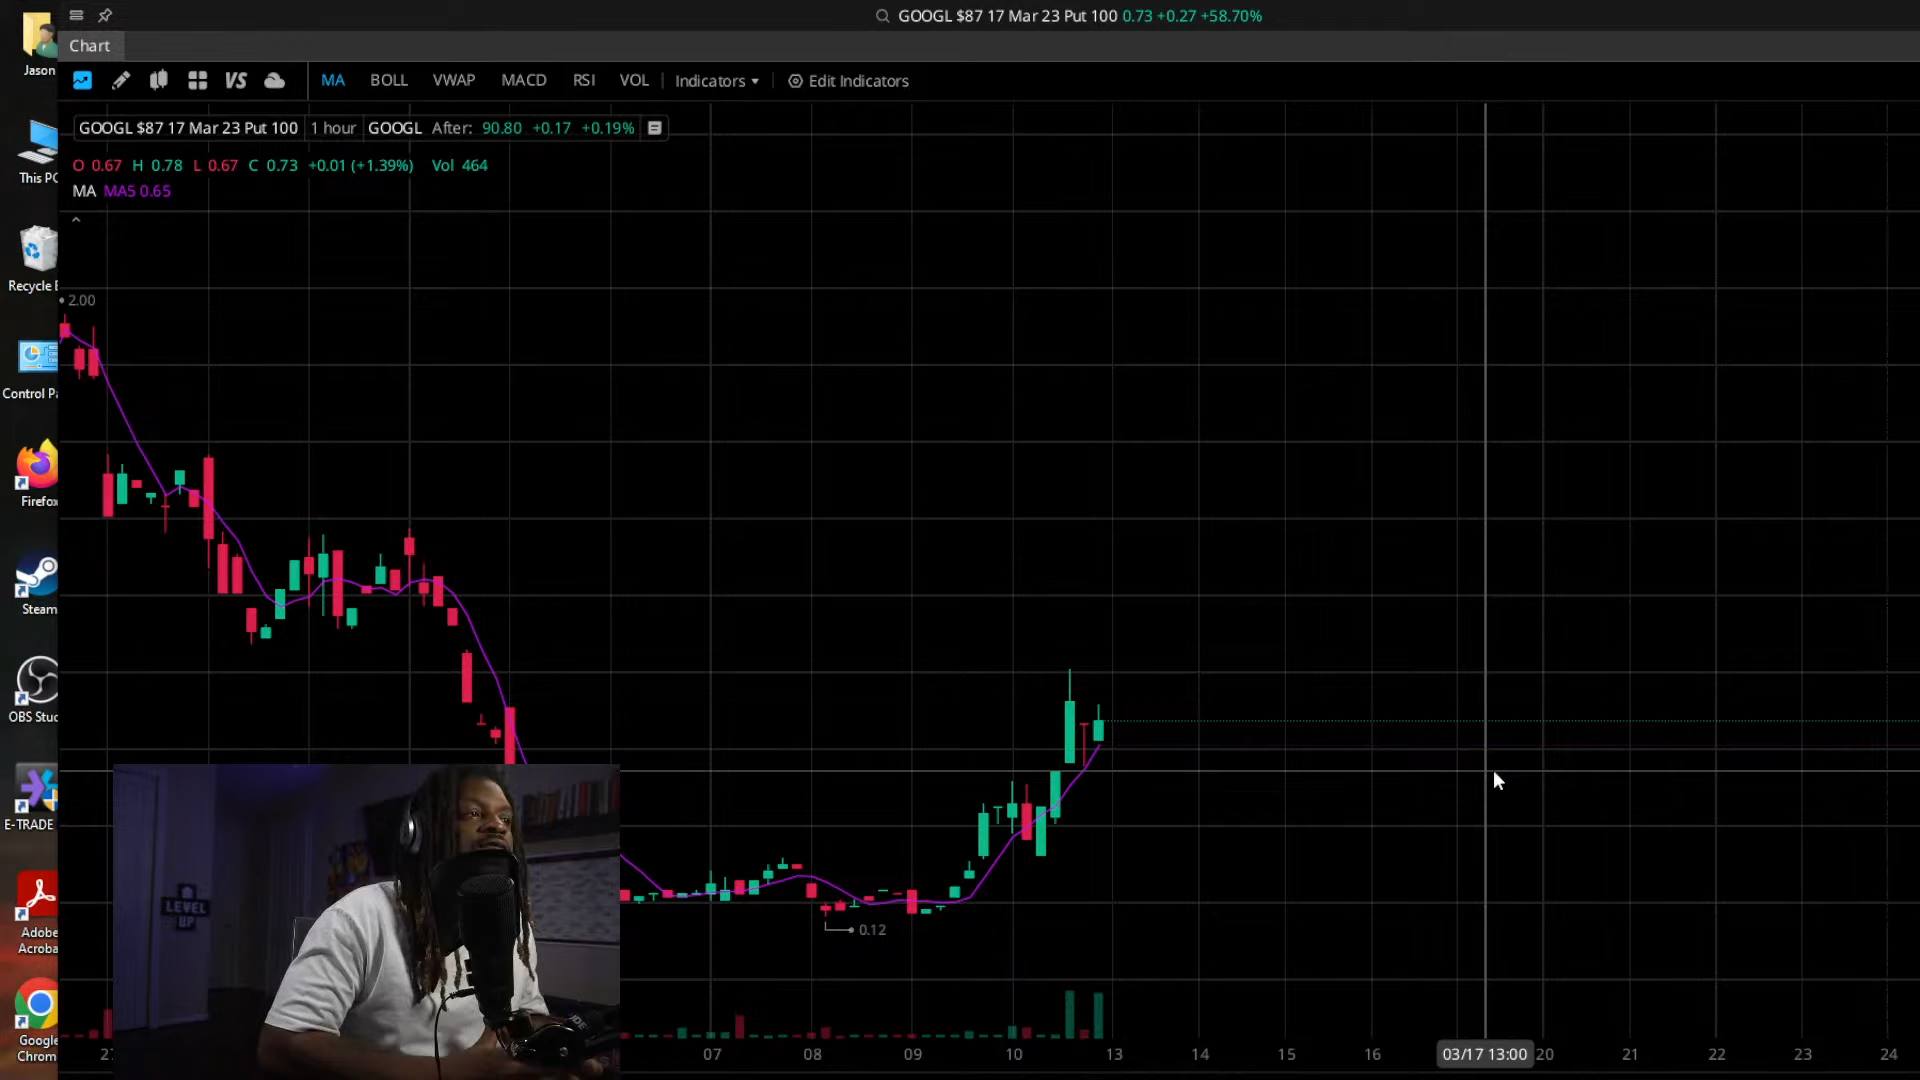 GOOGL $87 17 Mar 23 Put 100 0.73 +0.27 +58.70%
Chart
VS MA BOLL VWAP MACD RSI VOL Indicators Edit Indicators
GOOGL $87 17 Mar 23 Put 100 1 hour GOOGL After: 90.80 +0.17 +0.19%
O 0.67 H 0.78 L 0.67 C 0.73 +0.01 (+1.39%) Vol 464
MA MA5 0.65
2.00
0.12
07 08 09 10 13 14 15 16 03/17 13:00 20 21 22 23 24
Jason
This PC
Recycle
Control Pa
Firefox
Steam
OBS Stud
E-TRADE
Adobe
Acroba
Google
Chrom
LEVEL
UP